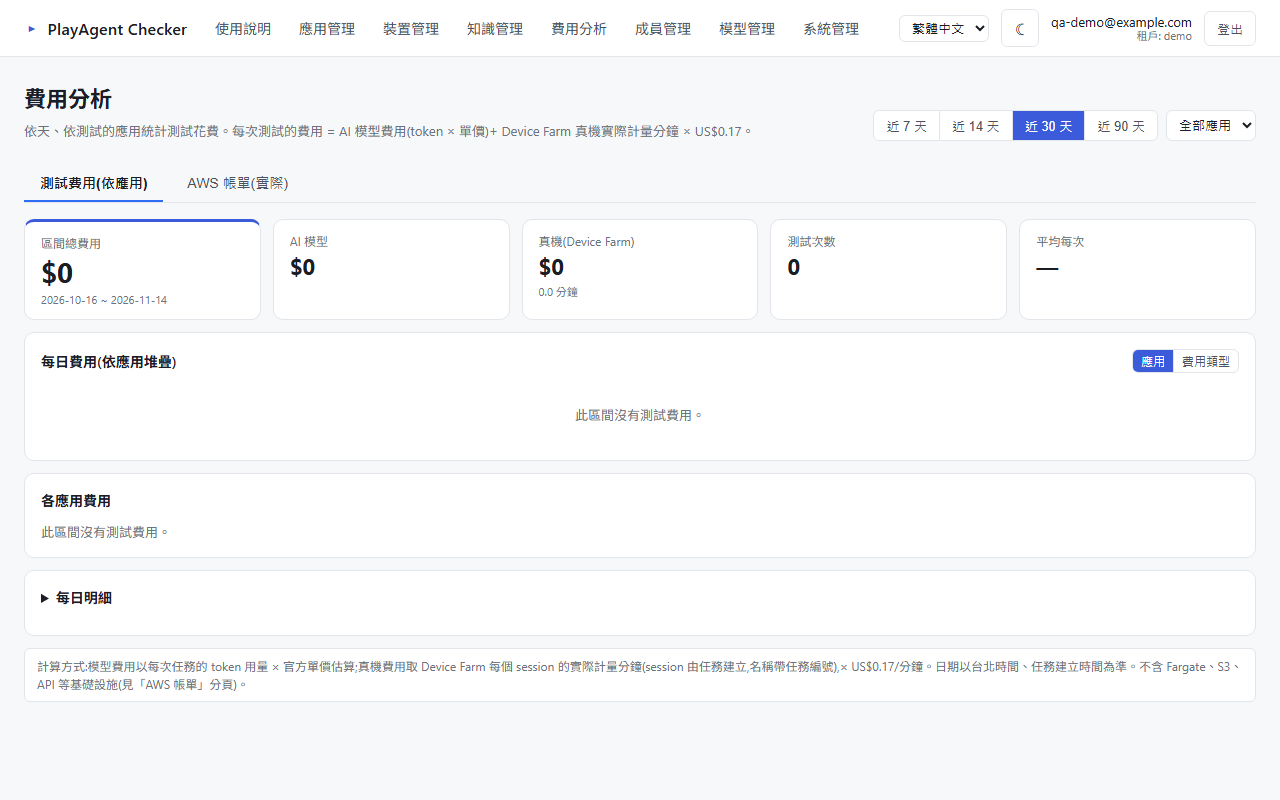 PlayAgent Checker 使用說明 應用管理 裝置管理 知識管理 費用分析 成員管理 模型管理 系統管理 繁體中文 qa-demo@example.com 登出
租戶: demo
費用分析
依天、依測試的應用統計測試花費。每次測試的費用 = AI 模型費用(token × 單價)+ Device Farm 真機實際計量分鐘 × US$0.17。
近 7 天 近 14 天 近 30 天 近 90 天 全部應用
測試費用(依應用) AWS 帳單(實際)
區間總費用
$0
2026-10-16 ~ 2026-11-14
AI 模型
$0
真機(Device Farm)
$0
0.0 分鐘
測試次數
0
平均每次
—
每日費用(依應用堆疊) 應用 費用類型
此區間沒有測試費用。
各應用費用
此區間沒有測試費用。
每日明細
計算方式:模型費用以每次任務的 token 用量 × 官方單價估算;真機費用取 Device Farm 每個 session 的實際計量分鐘(session 由任務建立,名稱帶任務編號),× US$0.17/分鐘。日期以台北時間、任務建立時間為準。不含 Fargate、S3、
API 等基礎設施(見「AWS 帳單」分頁)。